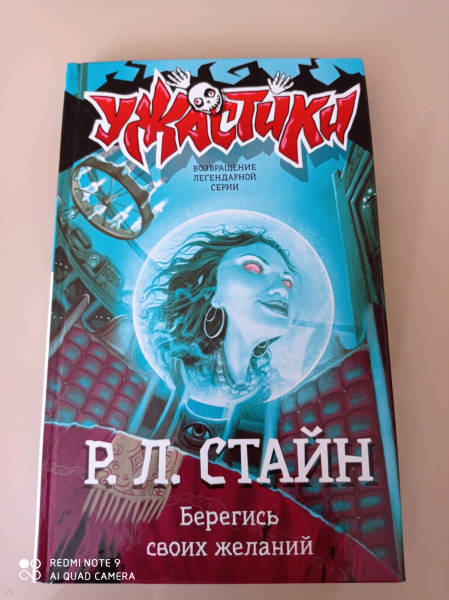 УЖАСТИКИ
ВОЗВРАЩЕНИЕ
ЛЕГЕНДАРНОЙ
СЕРИИ
Р. Л. СТАЙН
Берегись
своих желаний
REDMI NOTE 9
AI QUAD CAMERA